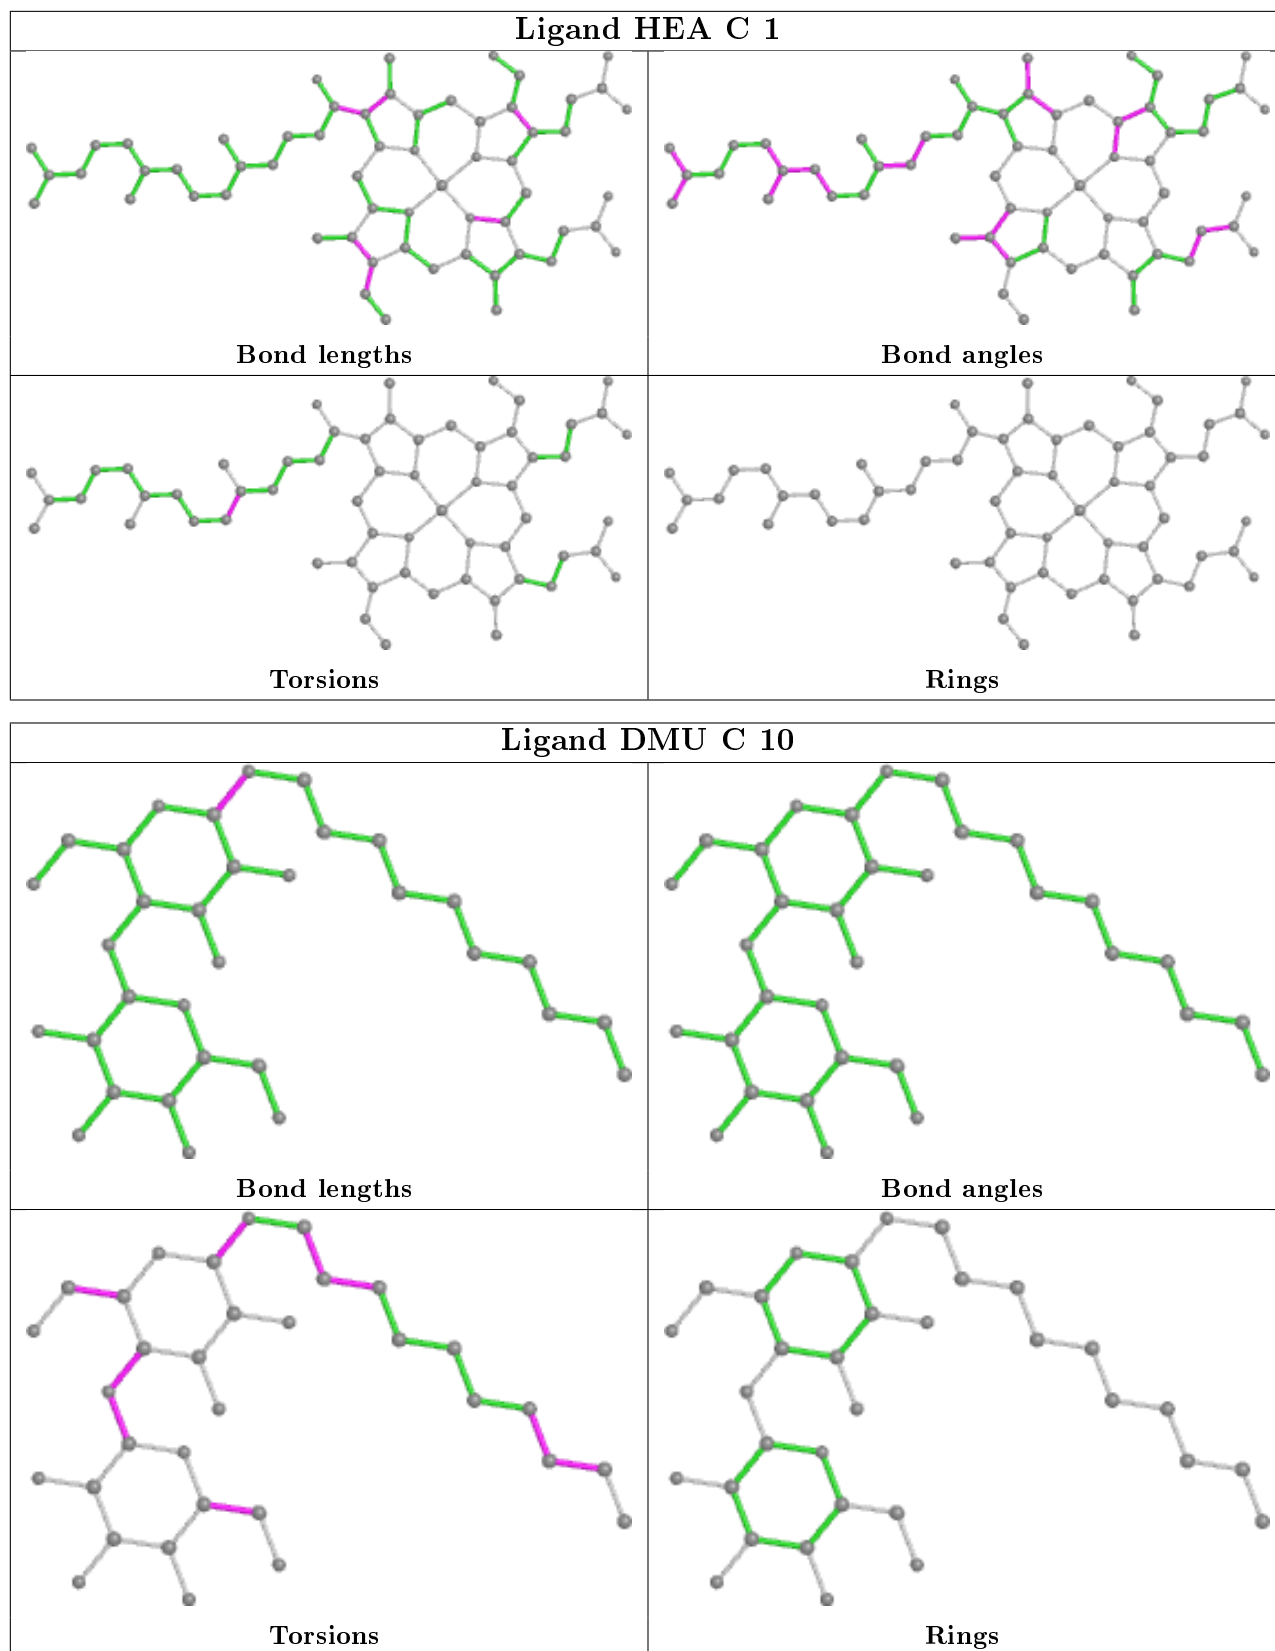 Ligand HEA C 1
Bond lengths
Bond angles
Torsions
Rings
Ligand DMU C 10
Bond lengths
Bond angles
Torsions
Rings